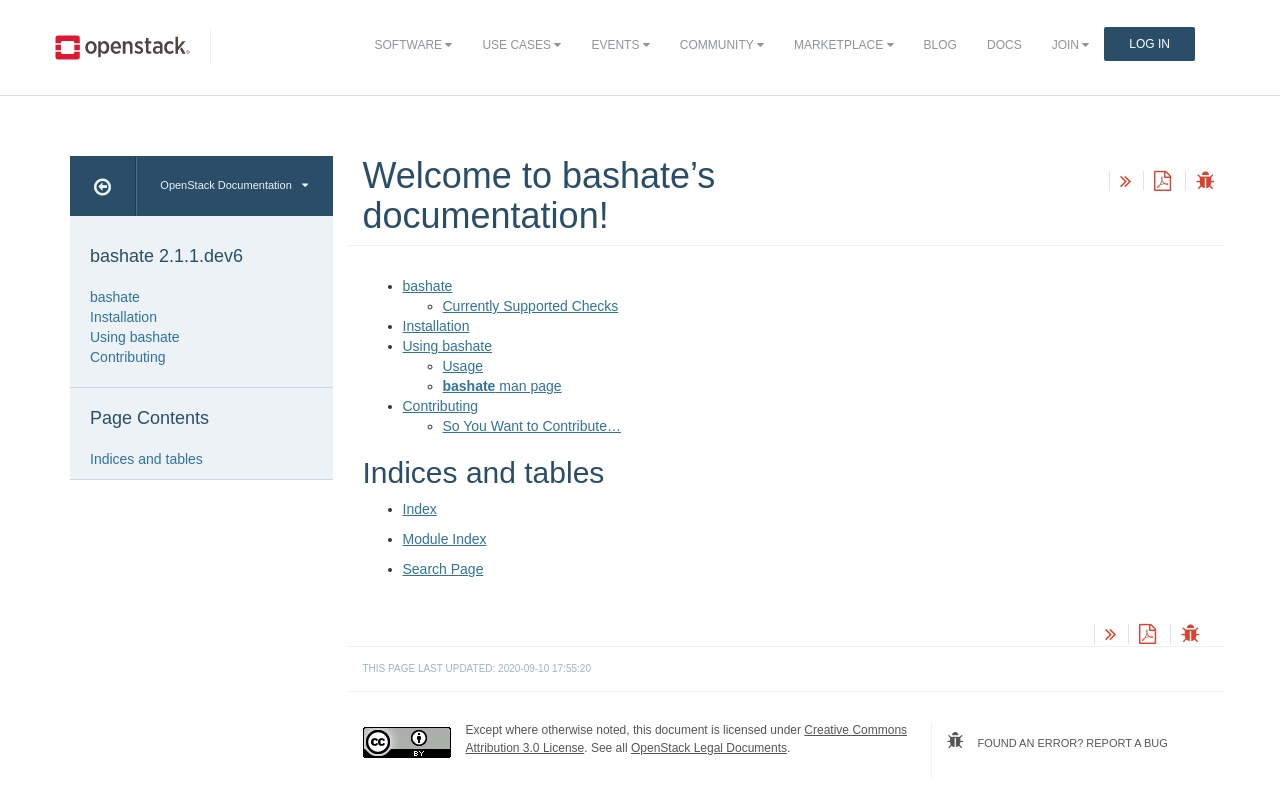 openstack.
SOFTWARE
USE CASES
EVENTS
COMMUNITY
MARKETPLACE
BLOG
DOCS
JOIN
LOG IN
OpenStack Documentation
bashate 2.1.1.dev6
bashate
Installation
Using bashate
Contributing
Page Contents
Indices and tables
Welcome to bashate’s
documentation!
bashate
Currently Supported Checks
Installation
Using bashate
Usage
bashate man page
Contributing
So You Want to Contribute…
Indices and tables
Index
Module Index
Search Page
THIS PAGE LAST UPDATED: 2020-09-10 17:55:20
cc BY
Except where otherwise noted, this document is licensed under Creative Commons
Attribution 3.0 License. See all OpenStack Legal Documents.
FOUND AN ERROR? REPORT A BUG